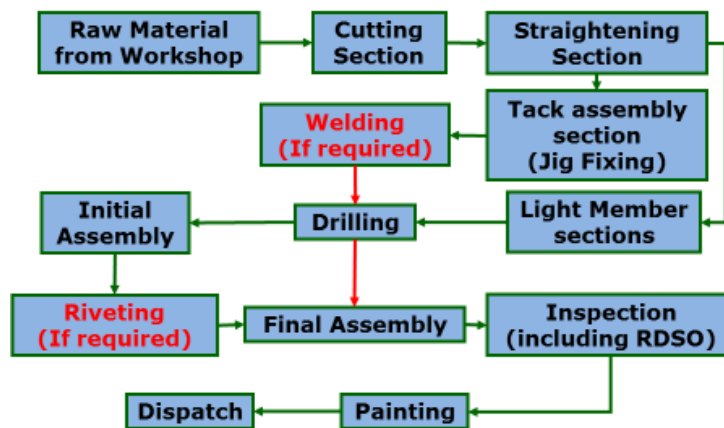 Raw Material
from Workshop
Cutting
Section
Straightening
Section
Welding
(If required)
Tack assembly
section
(Jig Fixing)
Initial
Assembly
Drilling
Light Member
sections
Riveting
(If required)
Final Assembly
Inspection
(including RDSO)
Dispatch
Painting